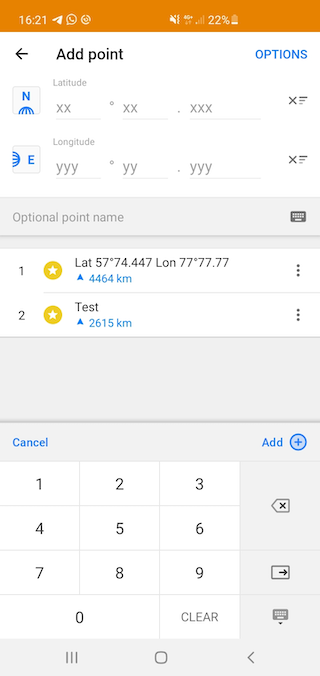 16:21 22%
Add point OPTIONS
Latitude
N xx ° xx . xxx
Longitude
E yyy ° yy . yyy
Optional point name
1 Lat 57°74.447 Lon 77°77.77
4464 km
2 Test
2615 km
Cancel Add
1 2 3
4 5 6
7 8 9
0 CLEAR